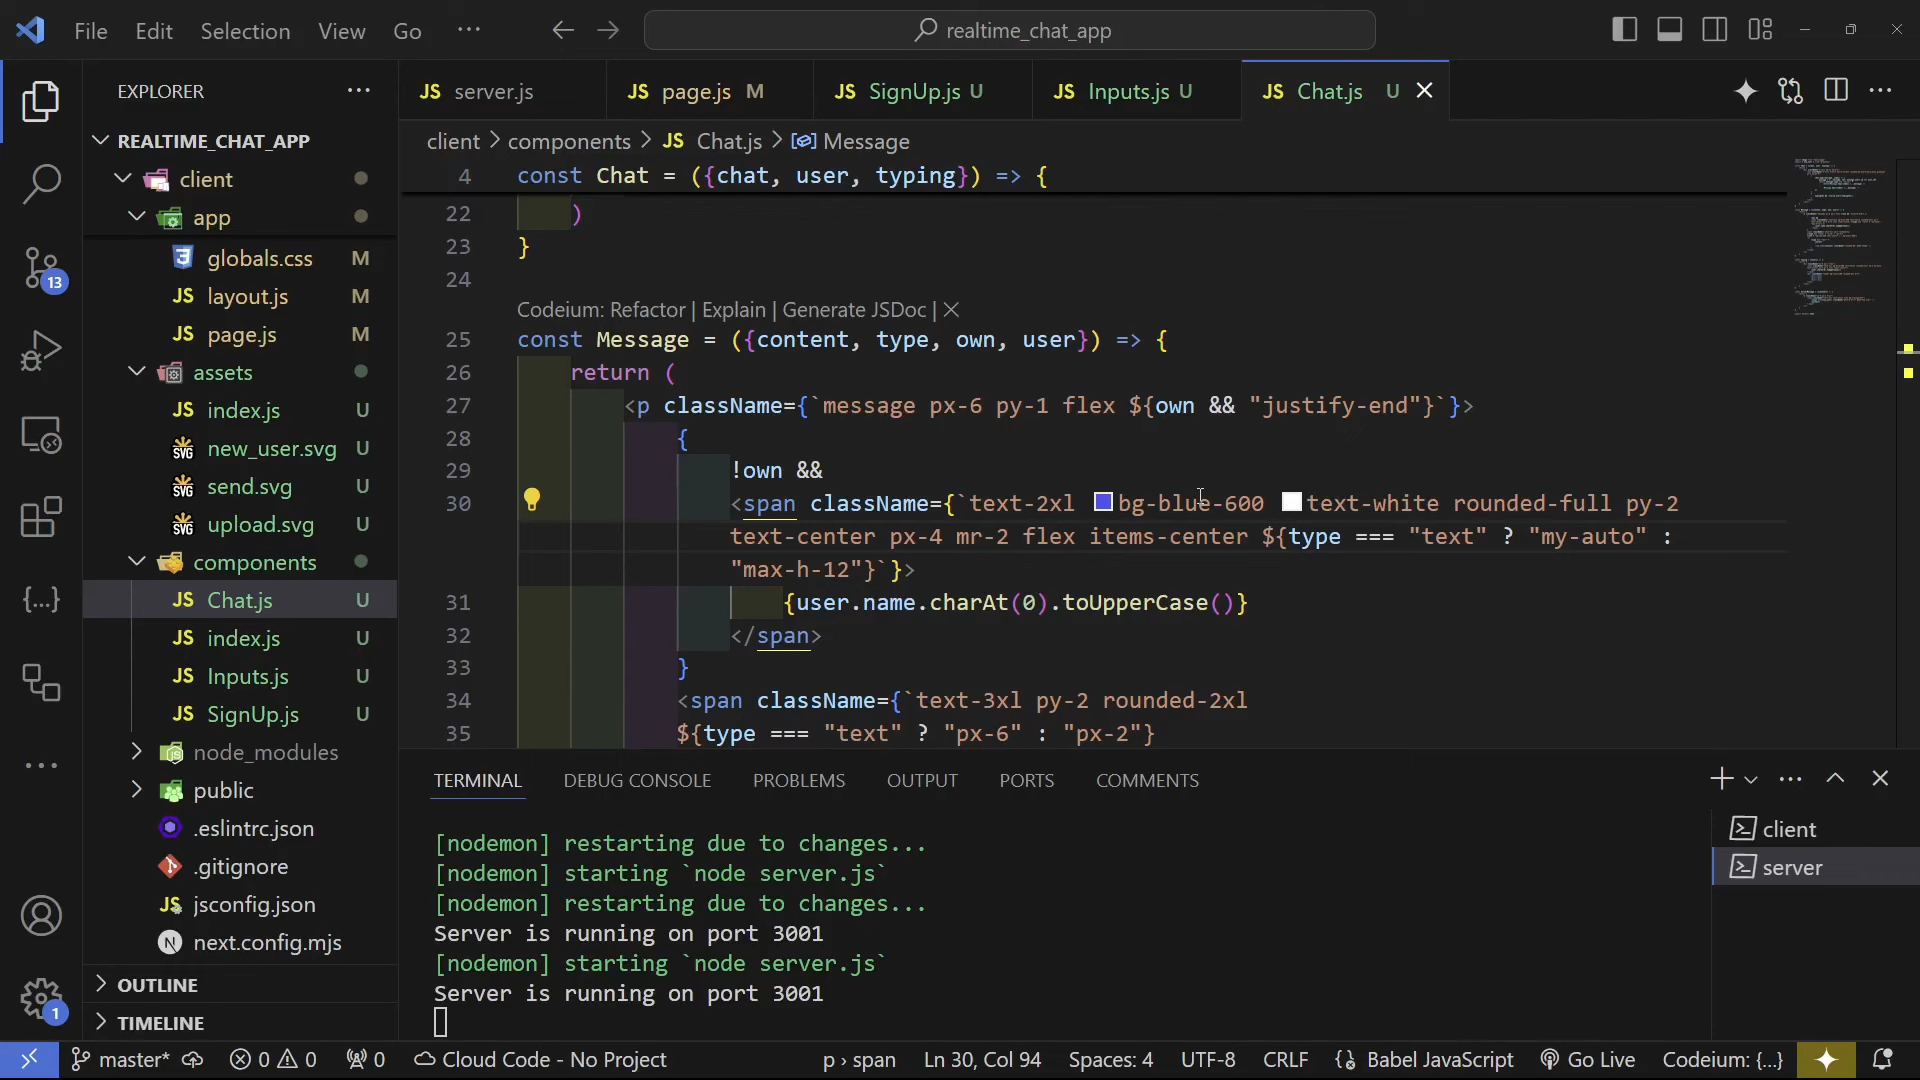 File Edit Selection View Go ··· realtime_chat_app
EXPLORER ···
REALTIME_CHAT_APP
client
app
globals.css M
layout.js M
page.js M
assets
index.js U
new_user.svg U
send.svg U
upload.svg U
components
Chat.js U
index.js U
Inputs.js U
SignUp.js U
node_modules
public
.eslintrc.json
.gitignore
jsconfig.json
next.config.mjs
OUTLINE
TIMELINE
13
1
JS server.js JS page.js M JS SignUp.js U JS Inputs.js U JS Chat.js U
client > components > JS Chat.js > Message
4 const Chat = ({chat, user, typing}) => {
22 )
23 }
24
Codeium: Refactor | Explain | Generate JSDoc | ×
25 const Message = ({content, type, own, user}) => {
26 return (
27 <p className={`message px-6 py-1 flex ${own && "justify-end"}`}>
28 {
29 !own &&
30 <span className={`text-2xl bg-blue-600 text-white rounded-full py-2
text-center px-4 mr-2 flex items-center ${type === "text" ? "my-auto" :
"max-h-12"}`}>
31 {user.name.charAt(0).toUpperCase()}
32 </span>
33 }
34 <span className={`text-3xl py-2 rounded-2xl
35 ${type === "text" ? "px-6" : "px-2"}
TERMINAL DEBUG CONSOLE PROBLEMS OUTPUT PORTS COMMENTS
[nodemon] restarting due to changes...
[nodemon] starting `node server.js`
[nodemon] restarting due to changes...
Server is running on port 3001
[nodemon] starting `node server.js`
Server is running on port 3001
client
server
master* 0 0 0 Cloud Code - No Project p › span Ln 30, Col 94 Spaces: 4 UTF-8 CRLF Babel JavaScript Go Live Codeium: {...}